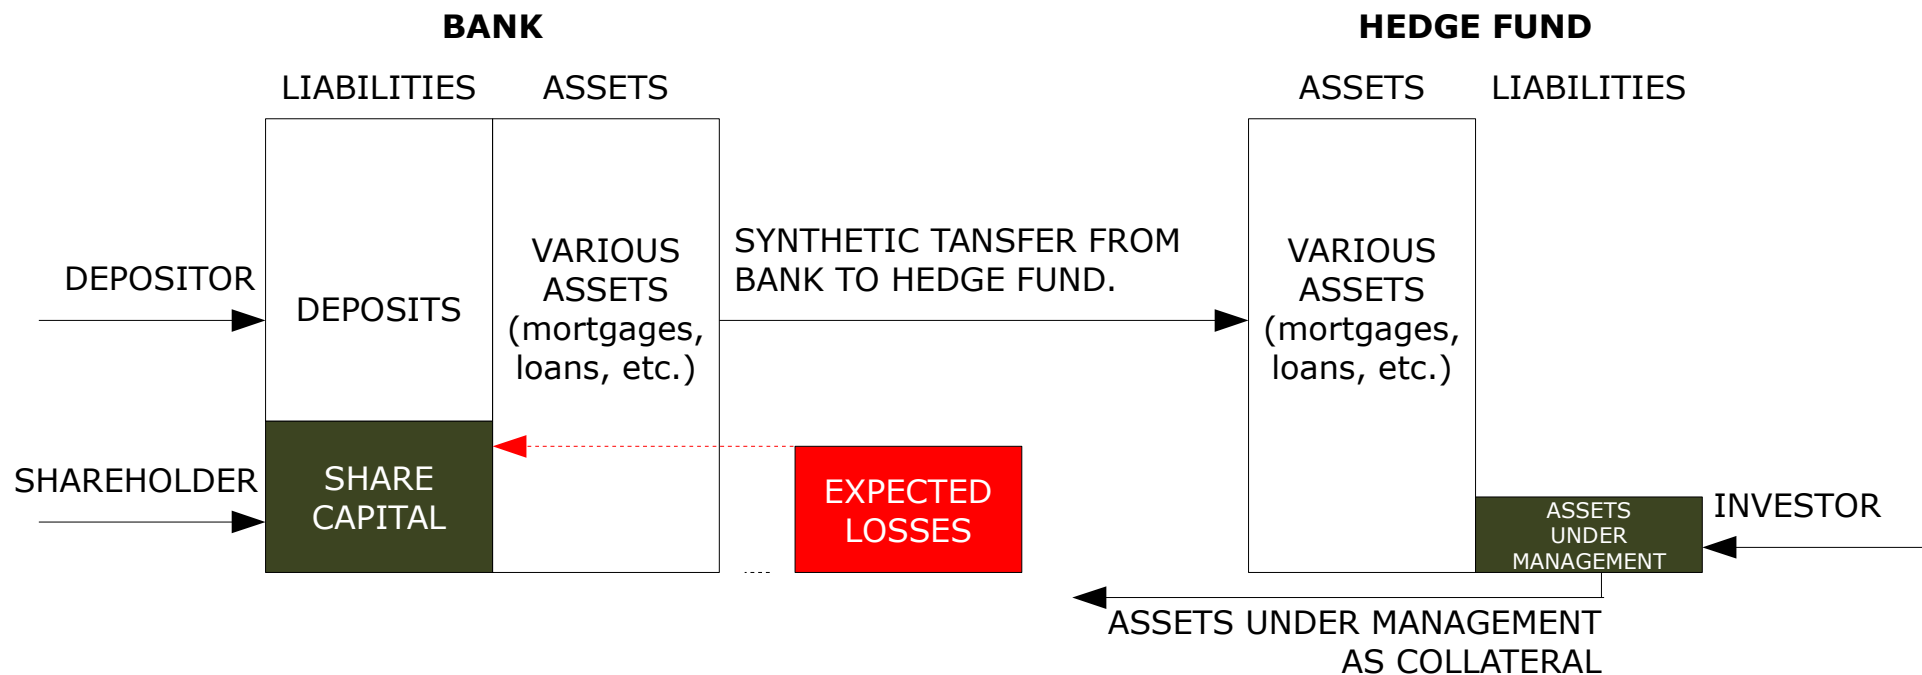 BANK
HEDGE FUND
LIABILITIES
ASSETS
ASSETS
LIABILITIES
DEPOSITOR
DEPOSITS
VARIOUS
ASSETS
(mortgages,
loans, etc.)
SYNTHETIC TANSFER FROM
BANK TO HEDGE FUND.
VARIOUS
ASSETS
(mortgages,
loans, etc.)
SHAREHOLDER
SHARE
CAPITAL
EXPECTED
LOSSES
ASSETS
UNDER
MANAGEMENT
INVESTOR
ASSETS UNDER MANAGEMENT
AS COLLATERAL